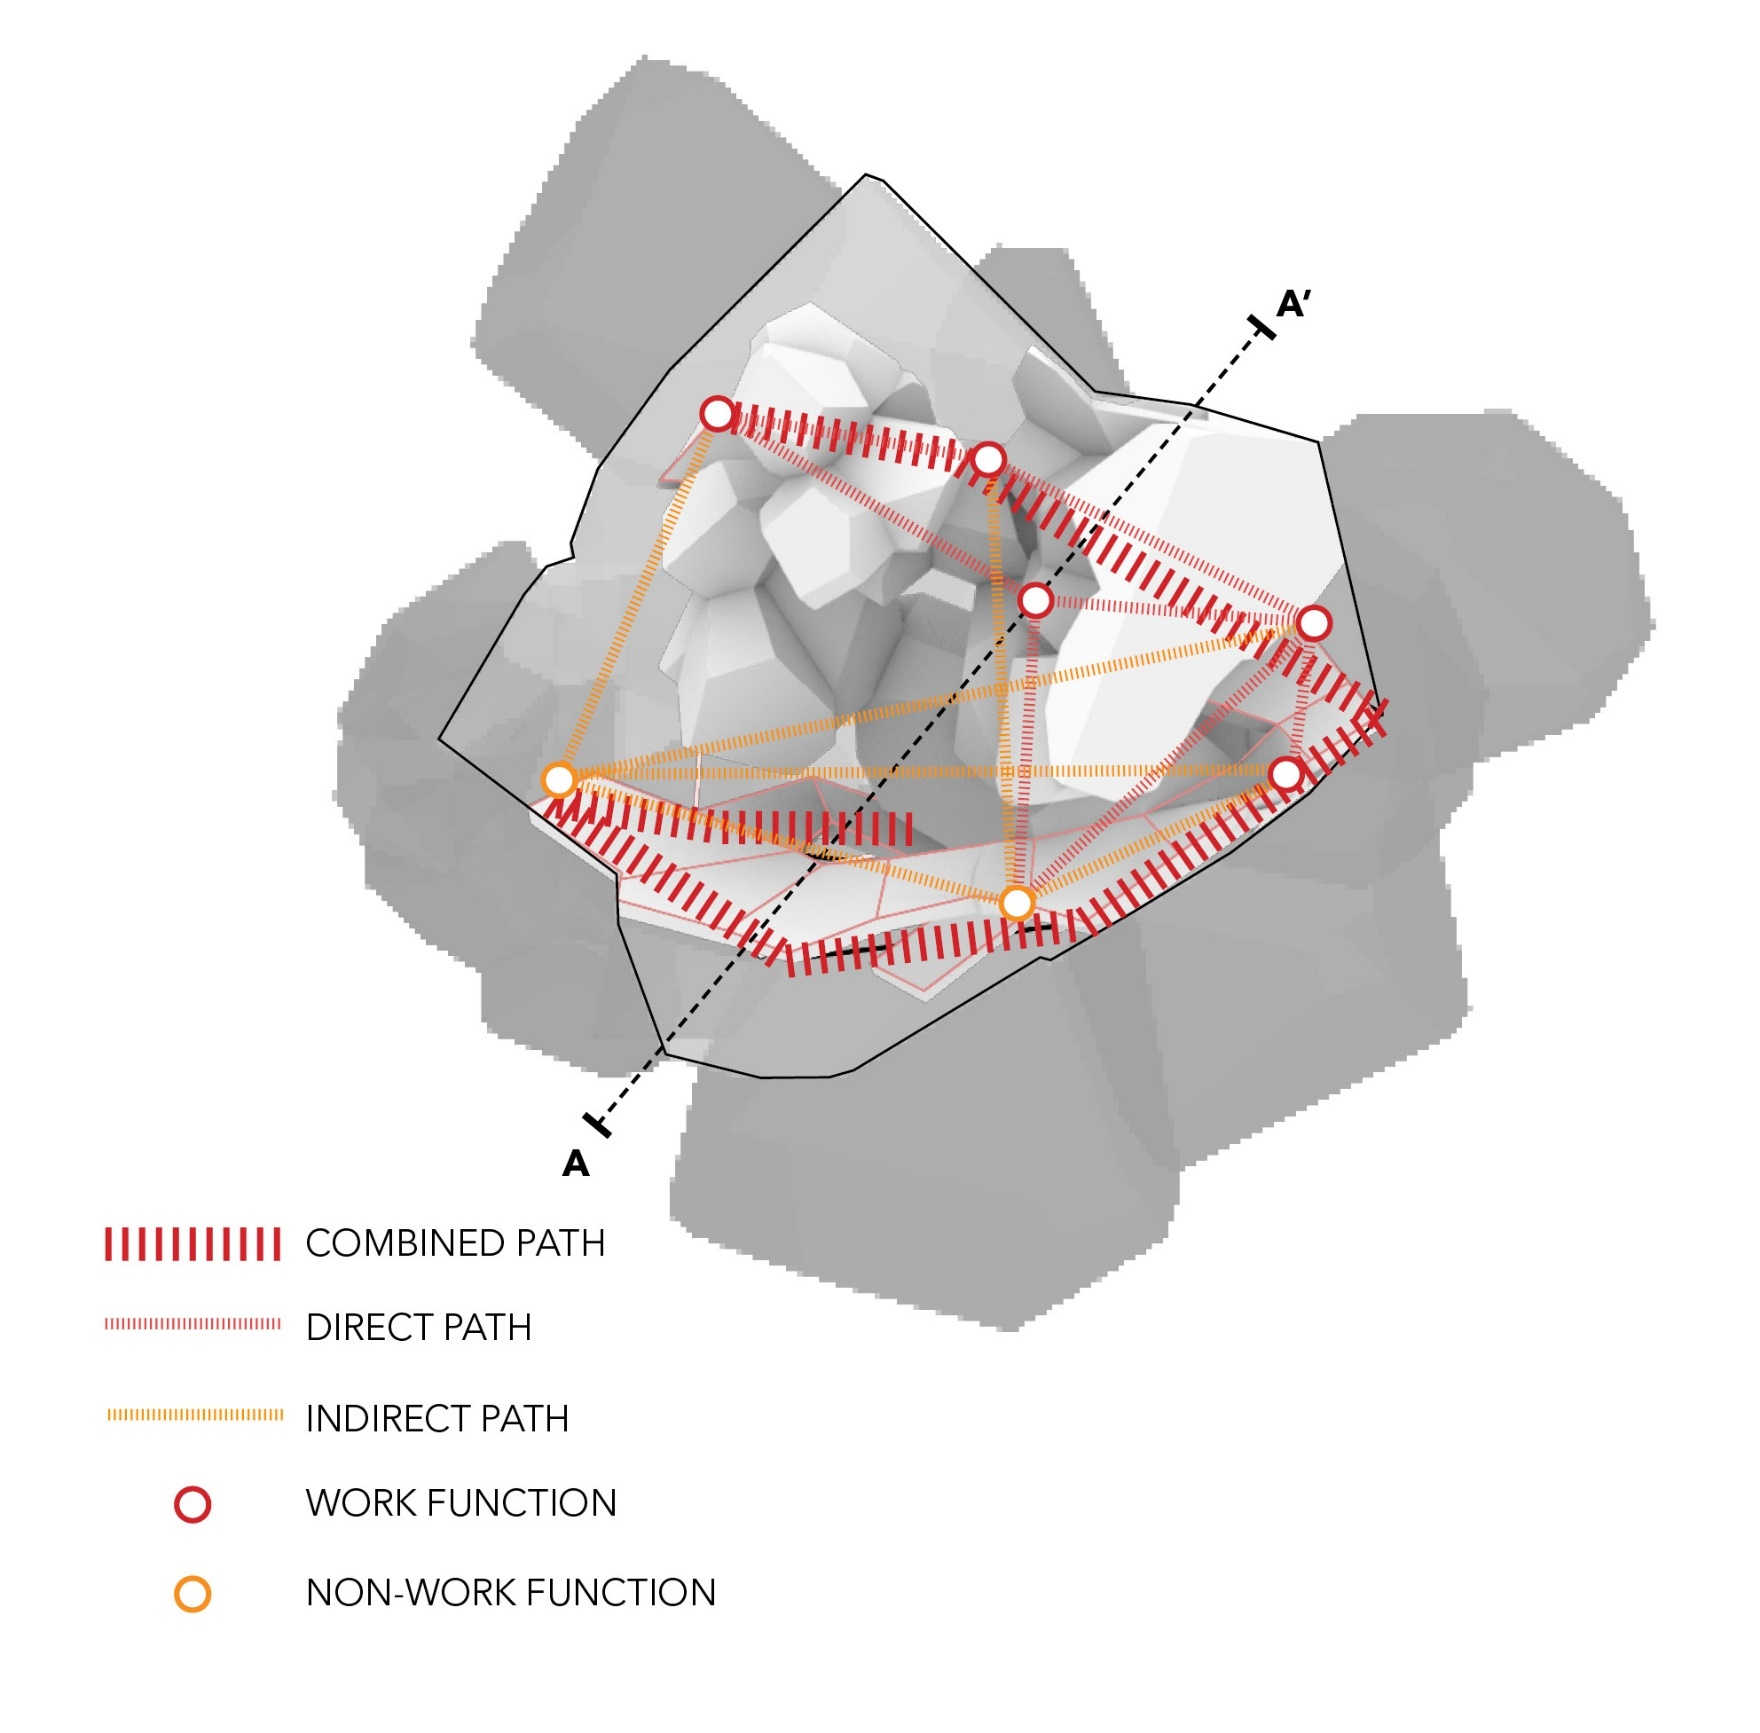 A′
A
COMBINED PATH
DIRECT PATH
INDIRECT PATH
WORK FUNCTION
NON-WORK FUNCTION